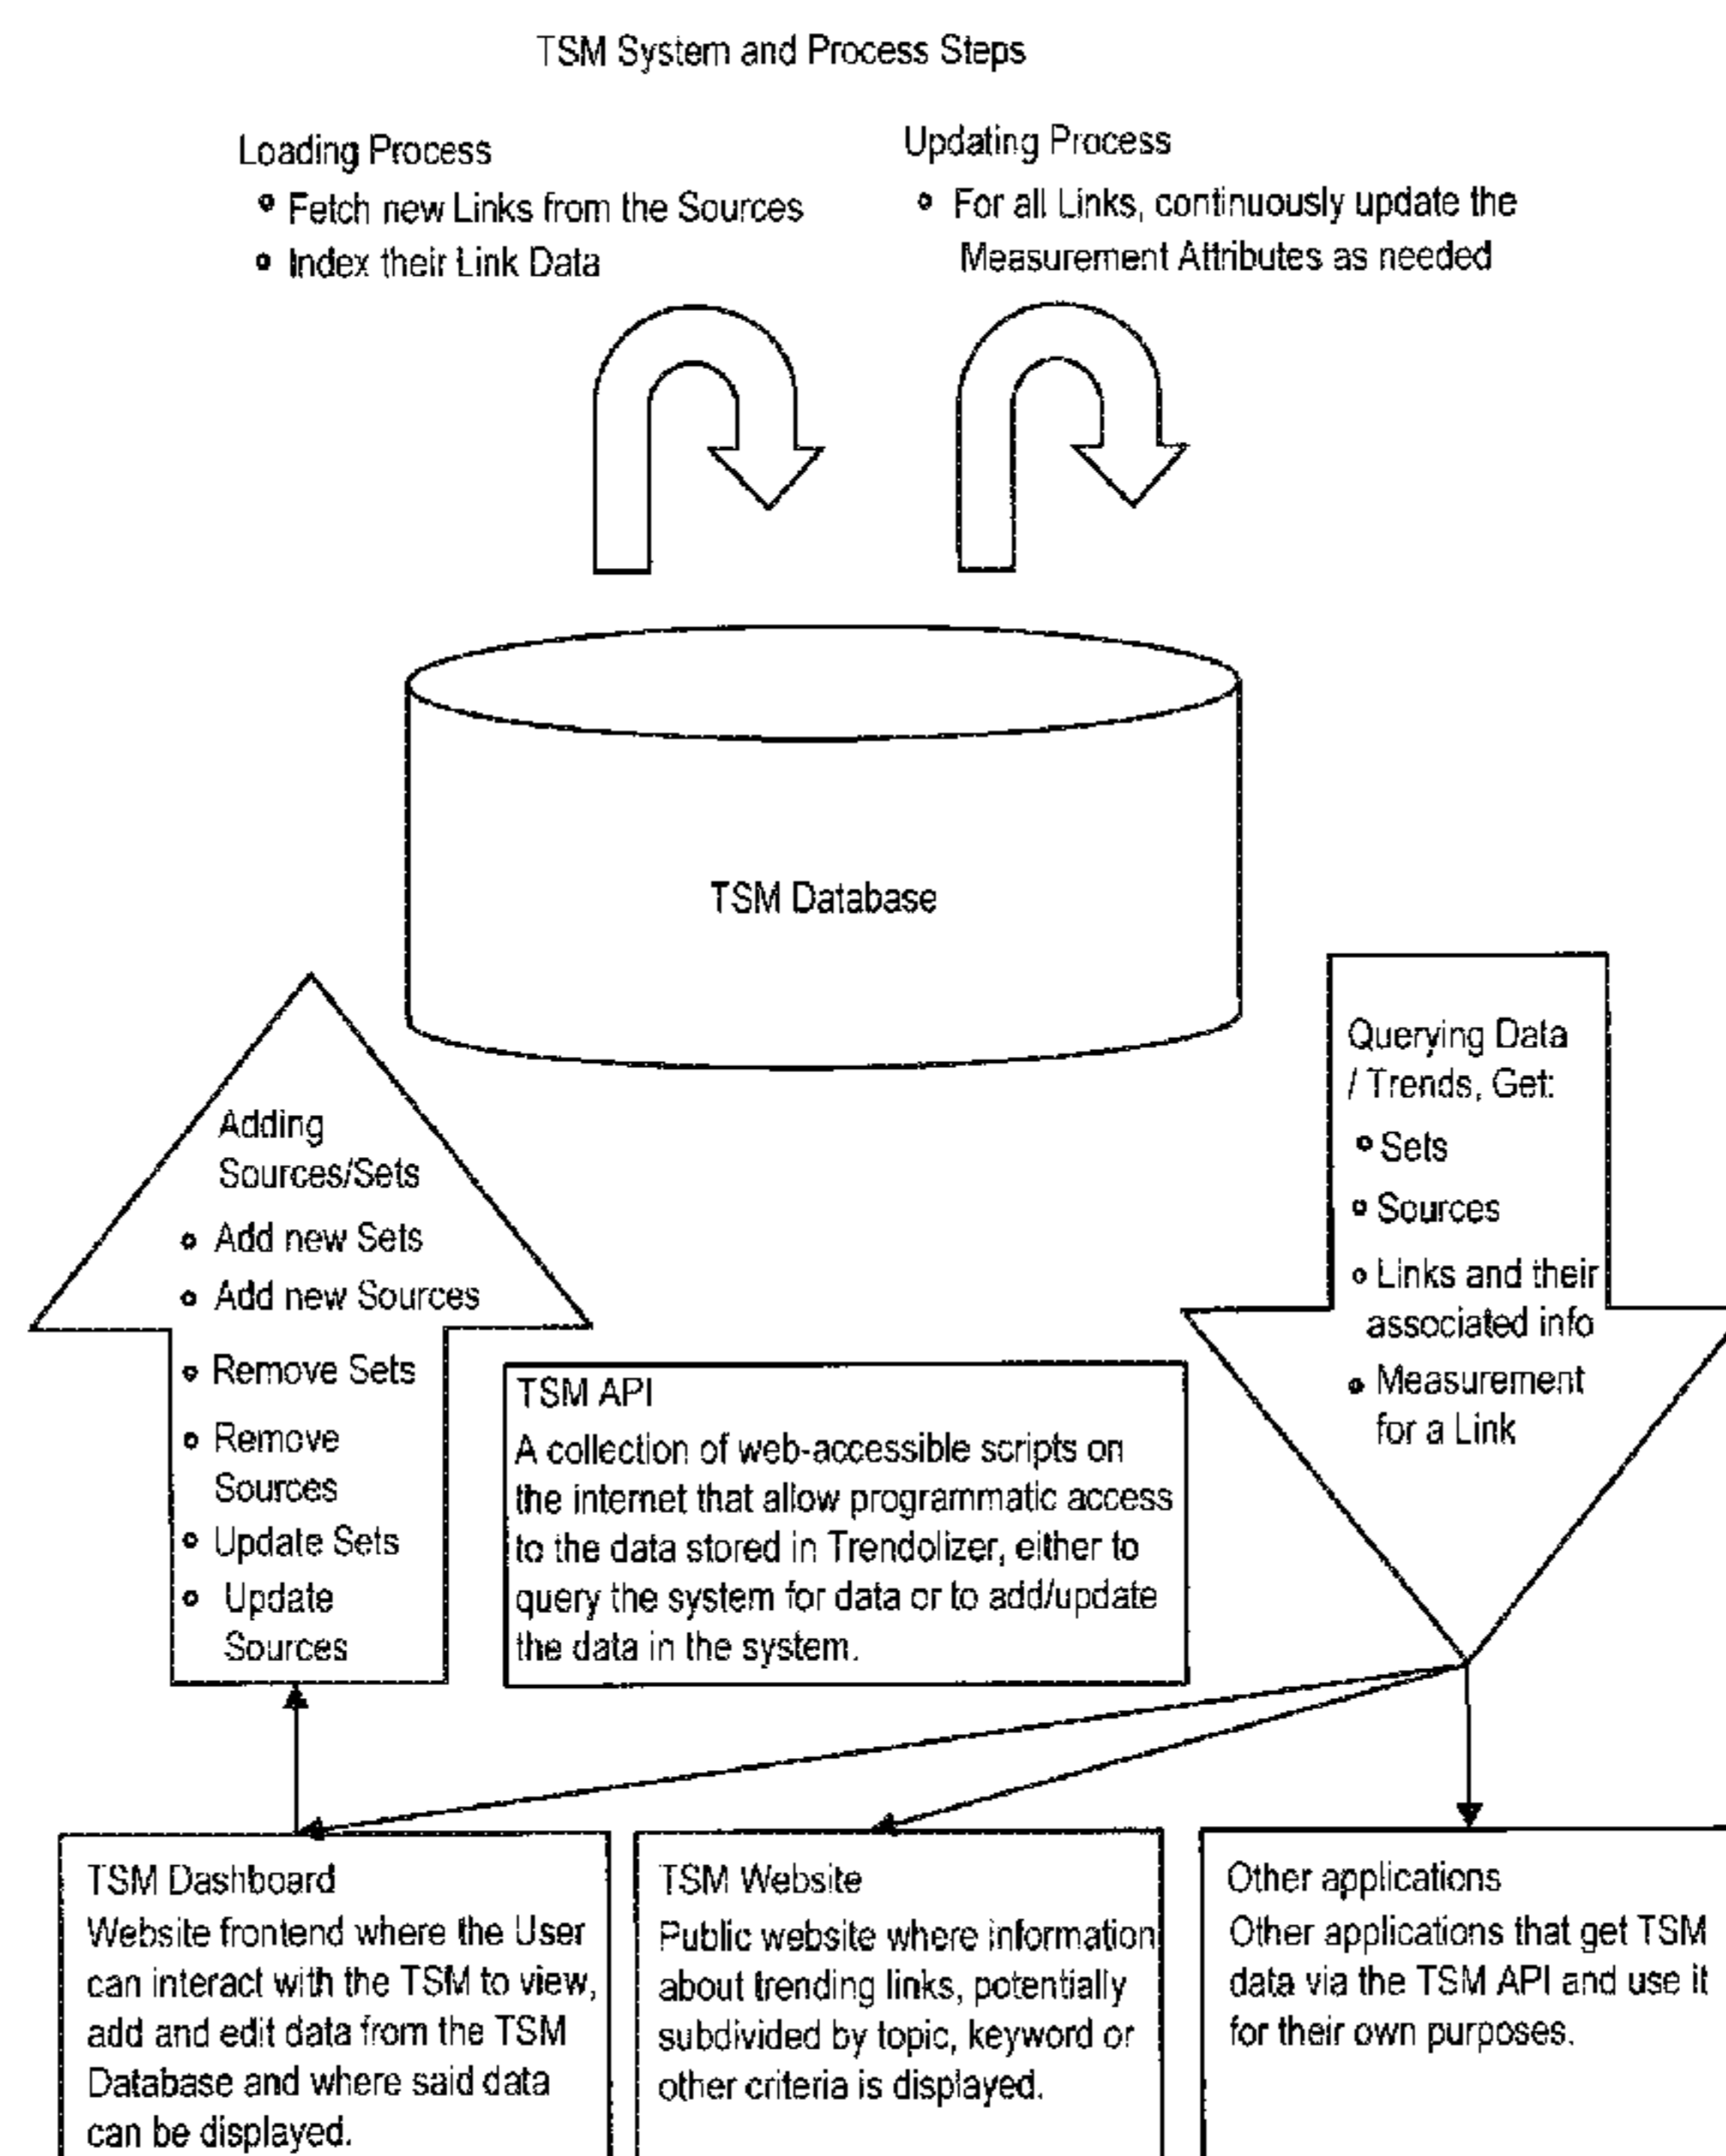 TSM System and Process Steps
Loading Process
• Fetch new Links from the Sources
• Index their Link Data
Updating Process
• For all Links, continuously update the
Measurement Attributes as needed
TSM Database
Adding
Sources/Sets
• Add new Sets
• Add new Sources
• Remove Sets
• Remove
Sources
• Update Sets
• Update
Sources
TSM API
A collection of web-accessible scripts on
the internet that allow programmatic access
to the data stored in Trendolizer, either to
query the system for data or to add/update
the data in the system.
Querying Data
/ Trends, Get:
• Sets
• Sources
• Links and their
associated info
• Measurement
for a Link
TSM Dashboard
Website frontend where the User
can interact with the TSM to view,
add and edit data from the TSM
Database and where said data
can be displayed.
TSM Website
Public website where information
about trending links, potentially
subdivided by topic, keyword or
other criteria is displayed.
Other applications
Other applications that get TSM
data via the TSM API and use it
for their own purposes.